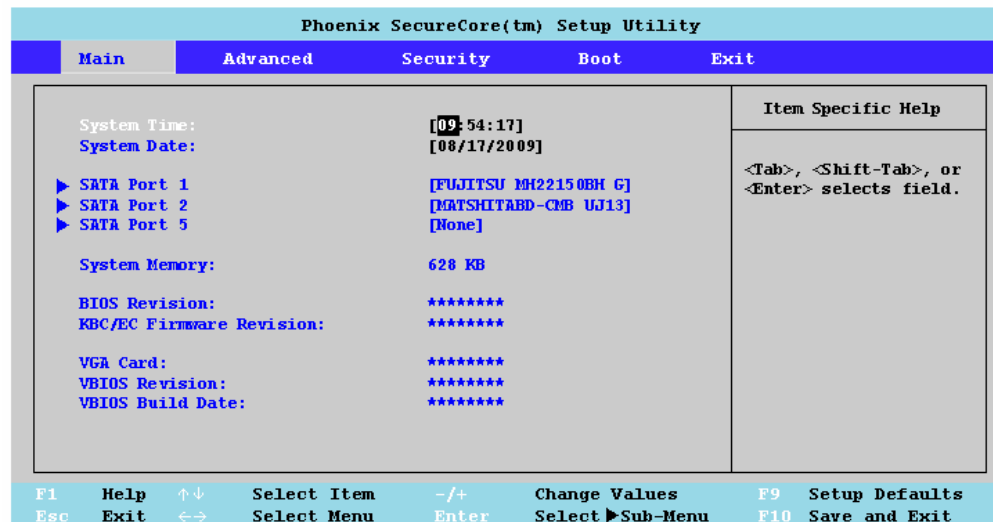 Phoenix SecureCore(tm) Setup Utility
Main Advanced Security Boot Exit
Item Specific Help
System Time: [09:54:17]
System Date: [08/17/2009]
<Tab>, <Shift-Tab>, or
<Enter> selects field.
▶ SATA Port 1 [FUJITSU MH22150BH G]
▶ SATA Port 2 [MATSHITABD-CMB UJ13]
▶ SATA Port 5 [None]
System Memory: 628 KB
BIOS Revision: ********
KBC/EC Firmware Revision: ********
VGA Card: ********
VBIOS Revision: ********
VBIOS Build Date: ********
F1 Help ↑↓ Select Item -/+ Change Values F9 Setup Defaults
Esc Exit ←→ Select Menu Enter Select ▶Sub-Menu F10 Save and Exit